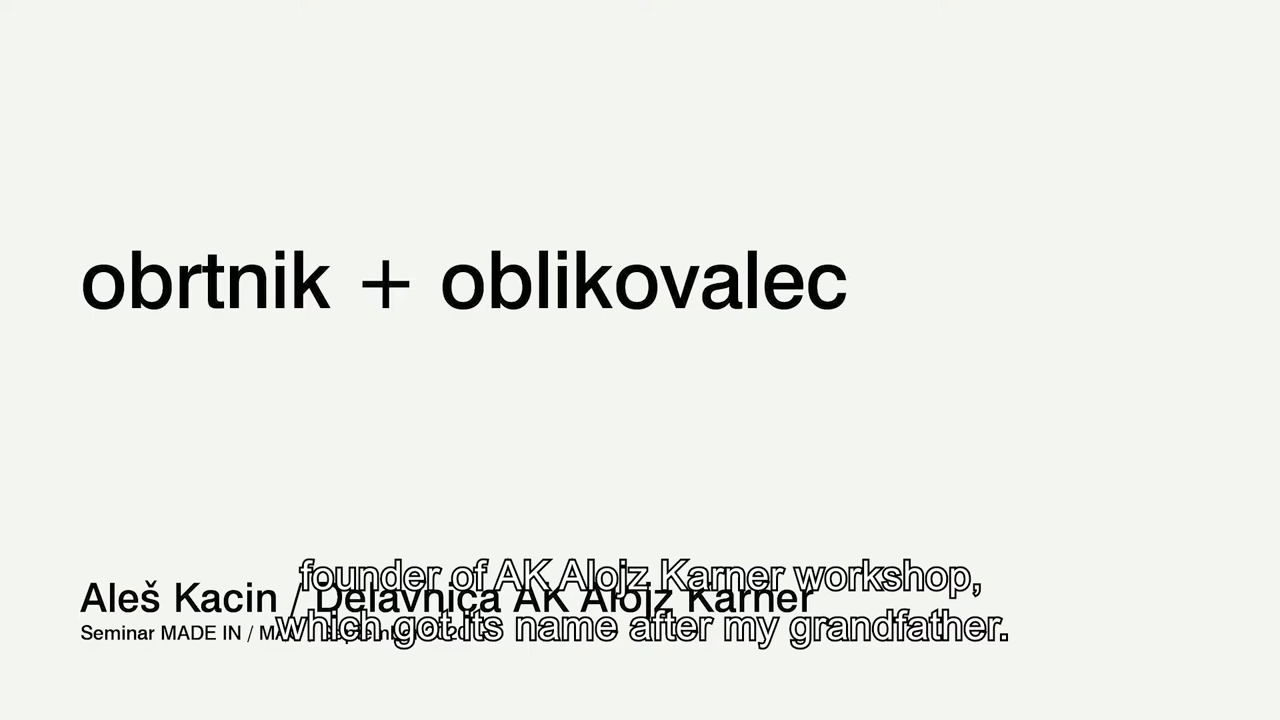 obrtnik + oblikovalec
Aleš Kacin / Delavnica AK Alojz Karner
Seminar MADE IN /
founder of AK Alojz Karner workshop,
which got its name after my grandfather.